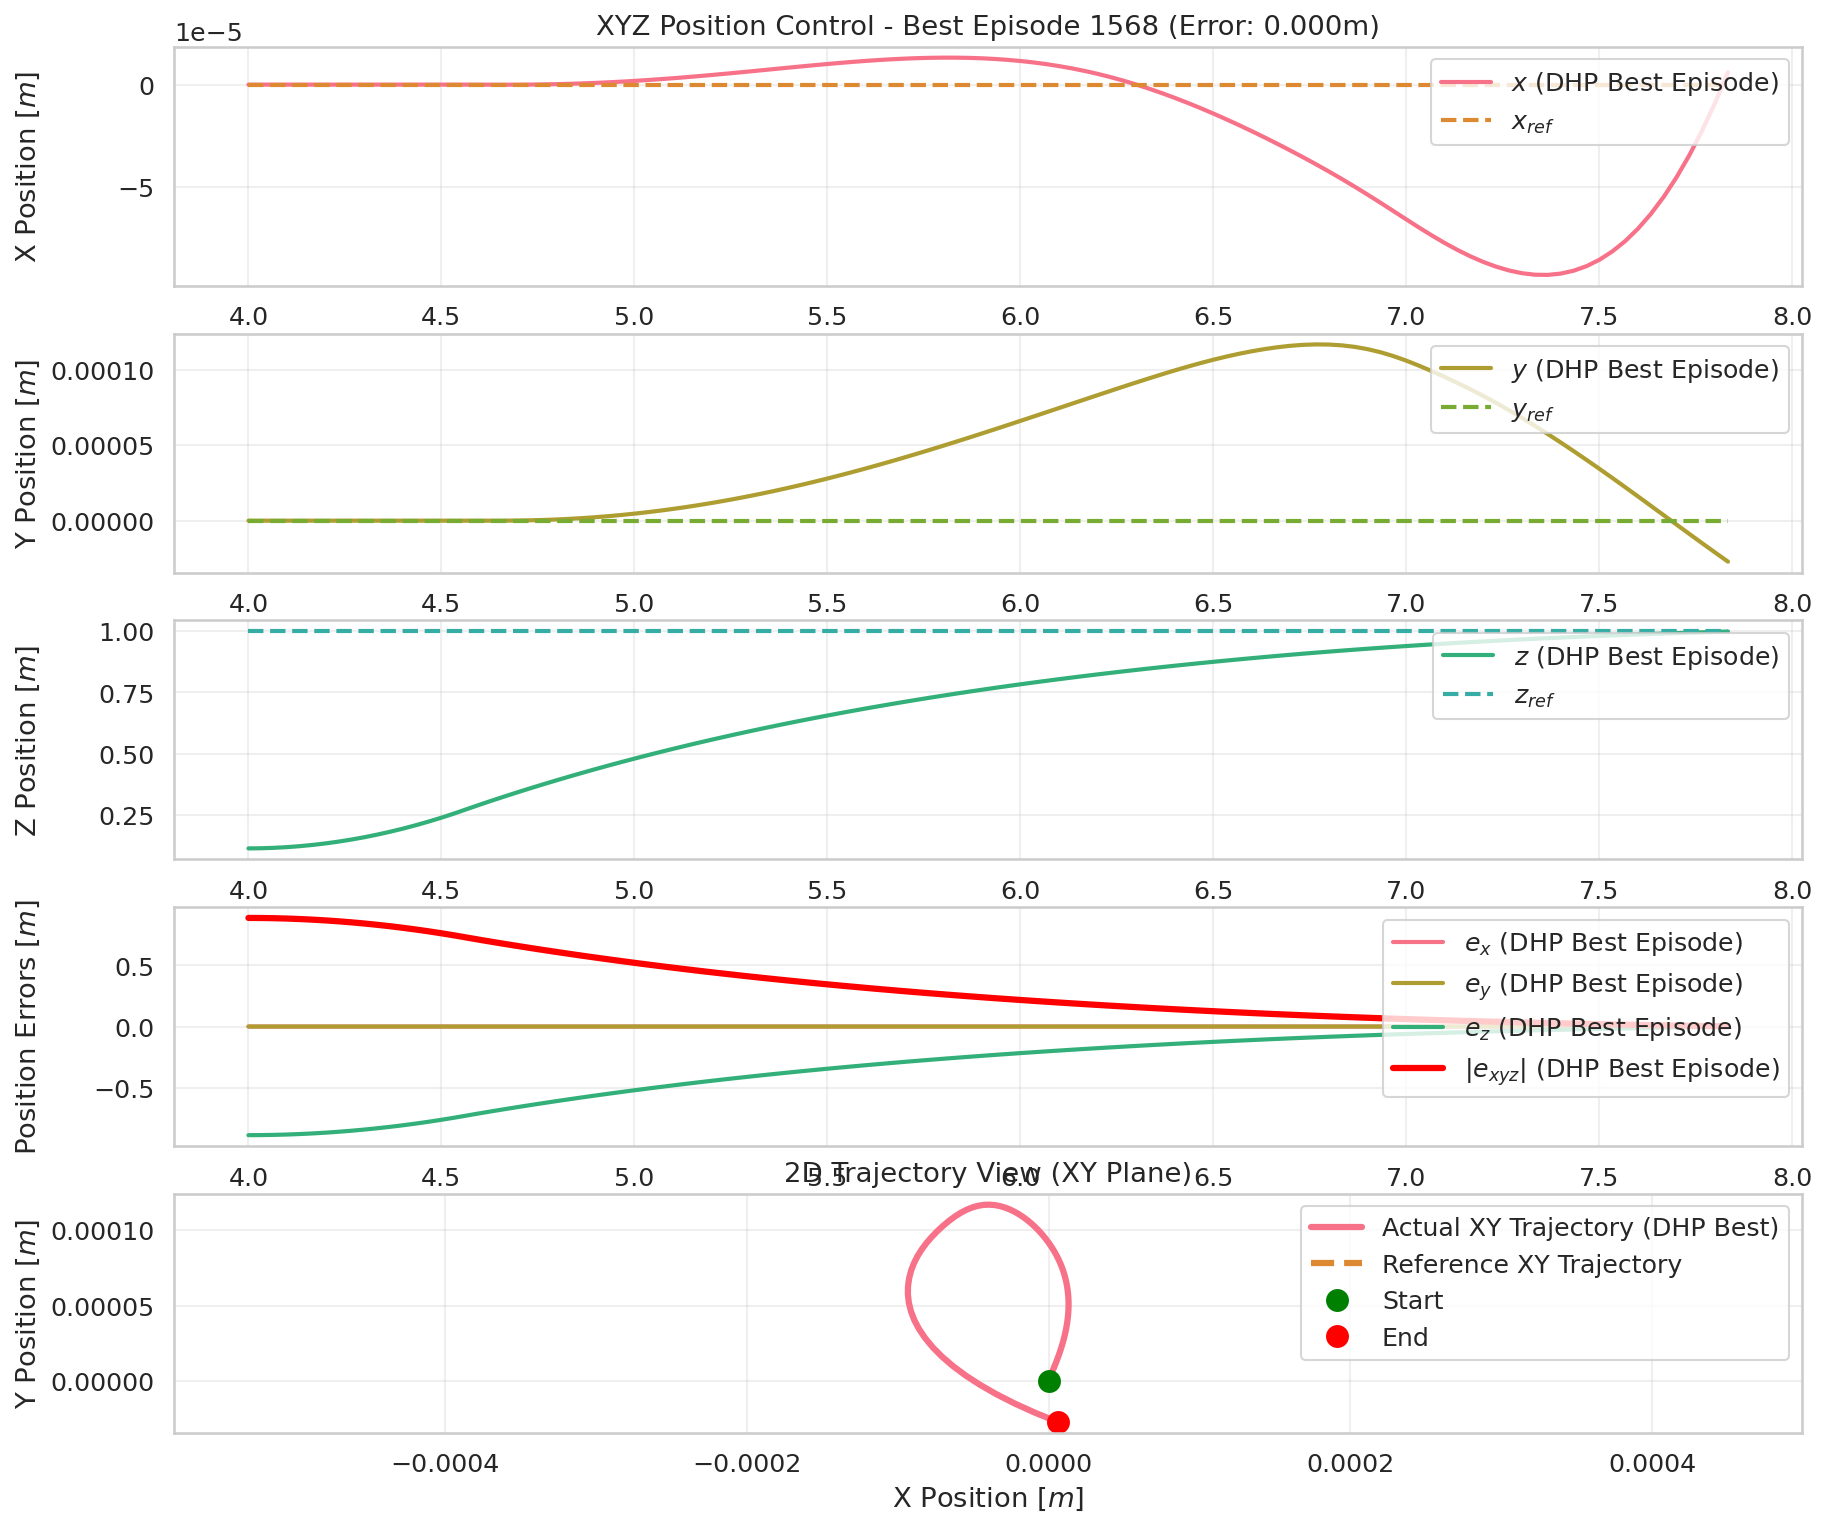 XYZ Position Control - Best Episode 1568 (Error: 0.000m)
1e−5
X Position [m]
0
−5
x (DHP Best Episode)
x_ref
4.0 4.5 5.0 5.5 6.0 6.5 7.0 7.5 8.0
Y Position [m]
0.00010
0.00005
0.00000
y (DHP Best Episode)
y_ref
4.0 4.5 5.0 5.5 6.0 6.5 7.0 7.5 8.0
Z Position [m]
1.00
0.75
0.50
0.25
z (DHP Best Episode)
z_ref
4.0 4.5 5.0 5.5 6.0 6.5 7.0 7.5 8.0
Position Errors [m]
0.5
0.0
−0.5
e_x (DHP Best Episode)
e_y (DHP Best Episode)
e_z (DHP Best Episode)
|e_xyz| (DHP Best Episode)
4.0 4.5 5.0 5.5 6.0 6.5 7.0 7.5 8.0
2D Trajectory View (XY Plane)
Y Position [m]
0.00010
0.00005
0.00000
Actual XY Trajectory (DHP Best)
Reference XY Trajectory
Start
End
−0.0004 −0.0002 0.0000 0.0002 0.0004
X Position [m]